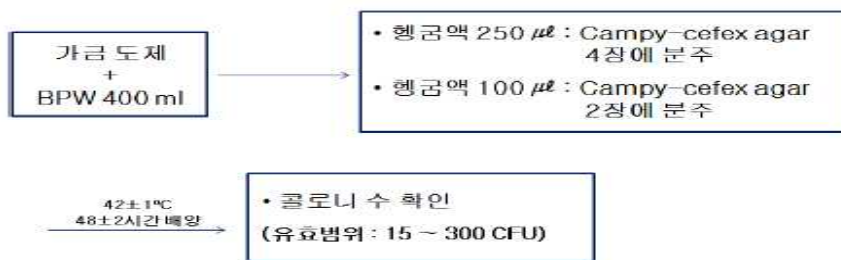 가금 도체
+
BPW 400 ml
• 헹굼액 250 ㎕ : Campy-cefex agar
4장에 분주
• 헹굼액 100 ㎕ : Campy-cefex agar
2장에 분주
42±1℃
48±2시간 배양
• 콜로니 수 확인
(유효범위 : 15 ~ 300 CFU)